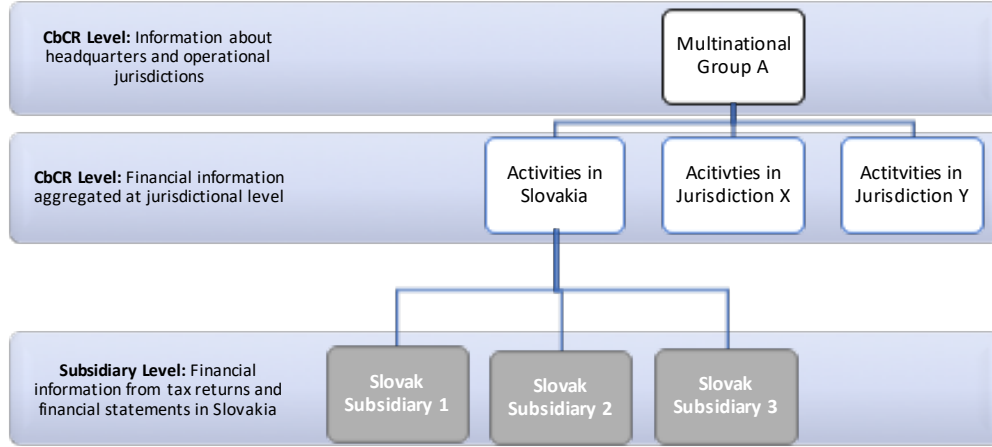 CbCR Level: Information about
headquarters and operational
jurisdictions
Multinational
Group A
CbCR Level: Financial information
aggregated at jurisdictional level
Activities in
Slovakia
Acitivties in
Jurisdiction X
Actitvities in
Jurisdiction Y
Subsidiary Level: Financial
information from tax returns and
financial statements in Slovakia
Slovak
Subsidiary 1
Slovak
Subsidiary 2
Slovak
Subsidiary 3